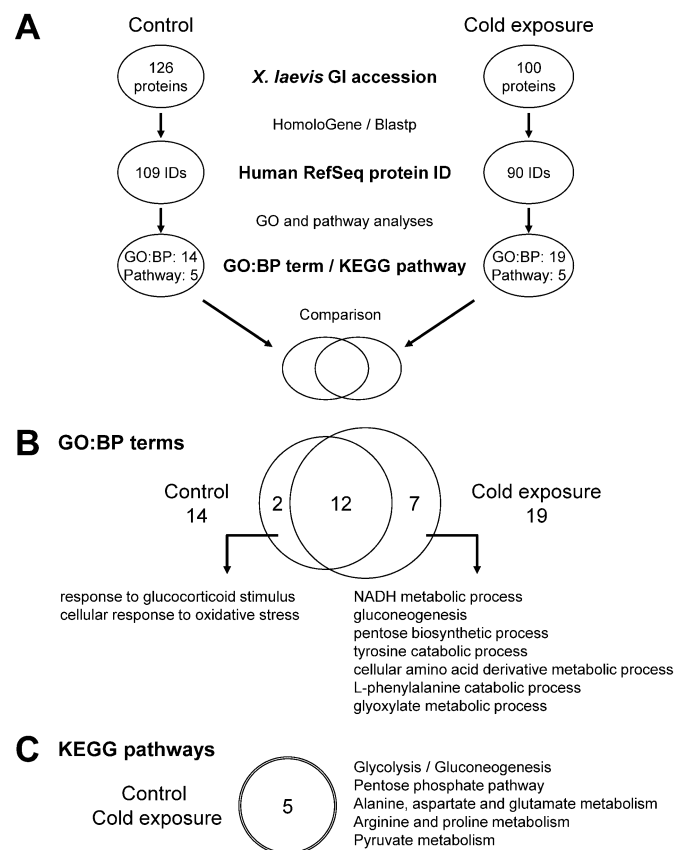 A
Control
Cold exposure
126
proteins
X. laevis GI accession
100
proteins
HomoloGene / Blastp
109 IDs
Human RefSeq protein ID
90 IDs
GO and pathway analyses
GO:BP: 14
Pathway: 5
GO:BP term / KEGG pathway
GO:BP: 19
Pathway: 5
Comparison
B
GO:BP terms
Control
14
2
12
7
Cold exposure
19
response to glucocorticoid stimulus
cellular response to oxidative stress
NADH metabolic process
gluconeogenesis
pentose biosynthetic process
tyrosine catabolic process
cellular amino acid derivative metabolic process
L-phenylalanine catabolic process
glyoxylate metabolic process
C
KEGG pathways
Control
Cold exposure
5
Glycolysis / Gluconeogenesis
Pentose phosphate pathway
Alanine, aspartate and glutamate metabolism
Arginine and proline metabolism
Pyruvate metabolism